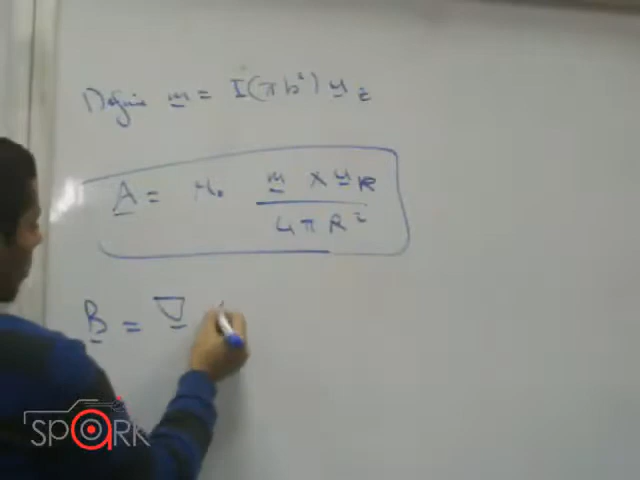 Define m = I(πb²) u_z
A = μ₀ m × u_R / 4πR²
B = ∇
SPARK